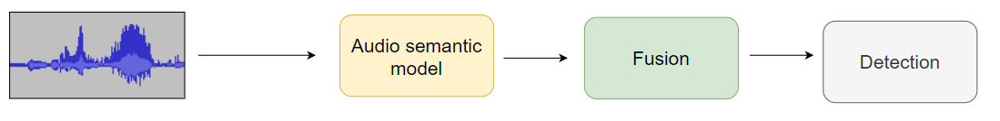 Audio semantic
model
Fusion
Detection